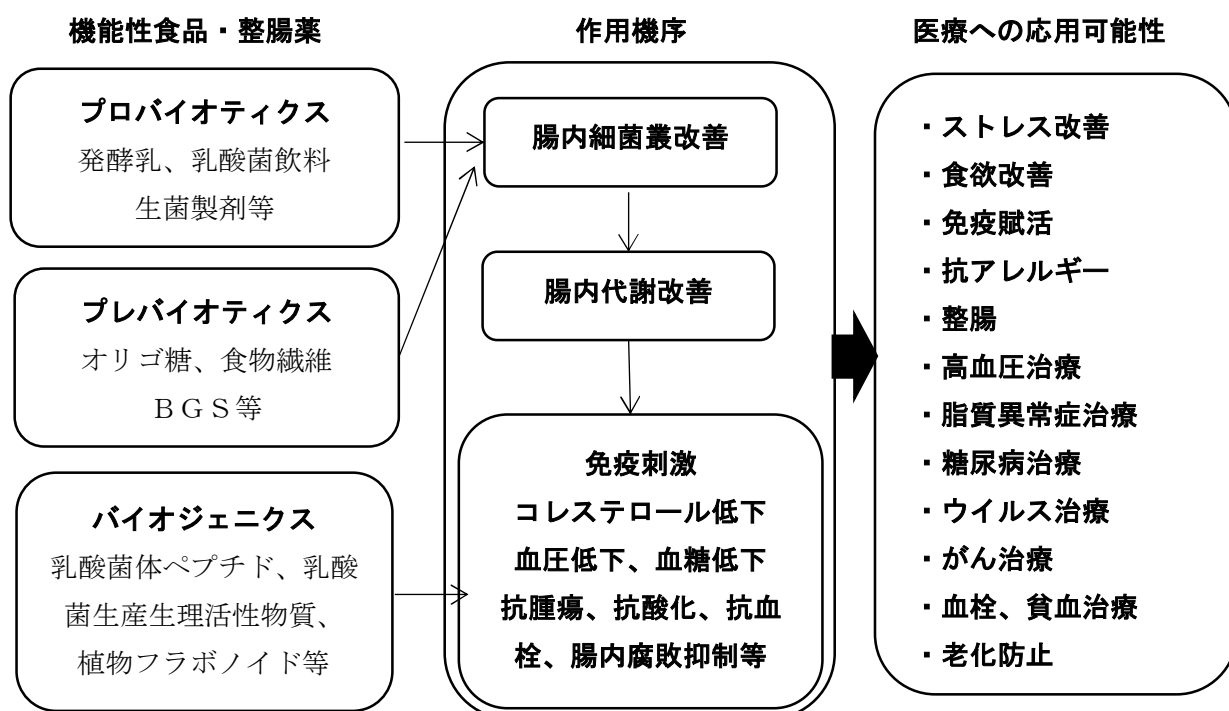 機能性食品・整腸薬
プロバイオティクス
発酵乳、乳酸菌飲料
生菌製剤等
プレバイオティクス
オリゴ糖、食物繊維
ＢＧＳ等
バイオジェニクス
乳酸菌体ペプチド、乳酸
菌生産生理活性物質、
植物フラボノイド等
作用機序
腸内細菌叢改善
腸内代謝改善
免疫刺激
コレステロール低下
血圧低下、血糖低下
抗腫瘍、抗酸化、抗血
栓、腸内腐敗抑制等
医療への応用可能性
・ストレス改善
・食欲改善
・免疫賦活
・抗アレルギー
・整腸
・高血圧治療
・脂質異常症治療
・糖尿病治療
・ウイルス治療
・がん治療
・血栓、貧血治療
・老化防止